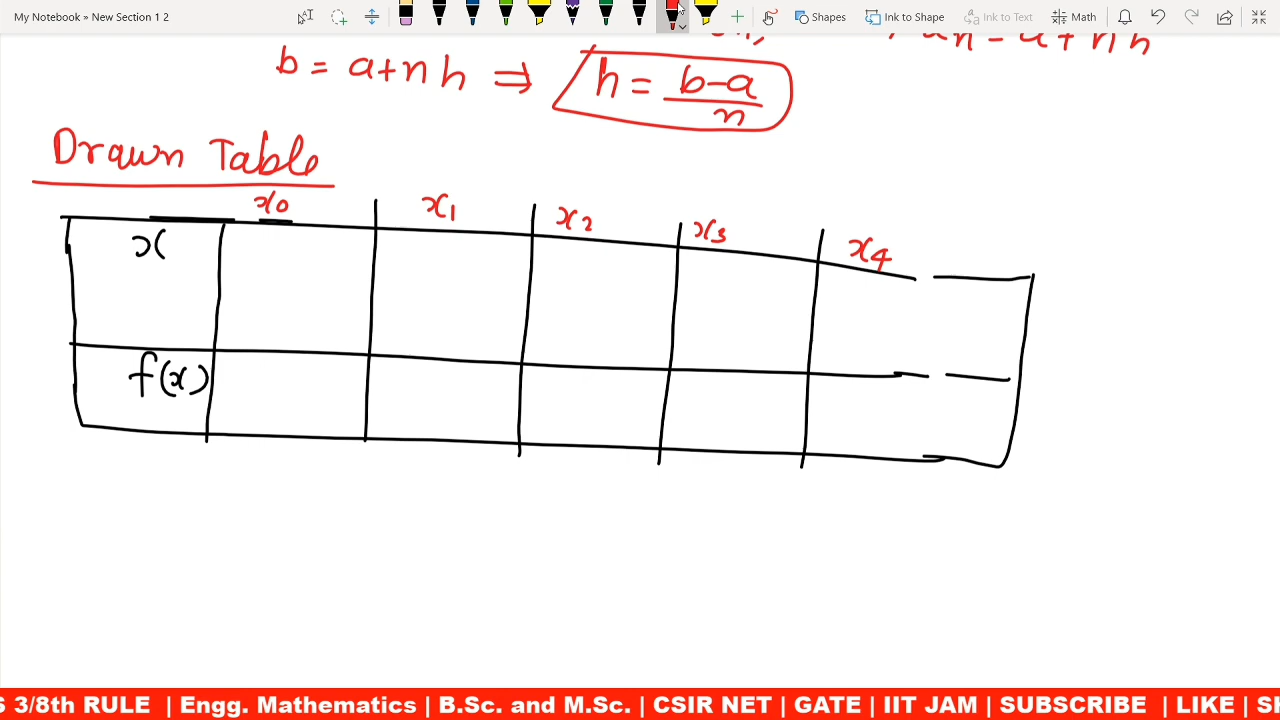 My Notebook » New Section 1 2
Shapes Ink to Shape Ink to Text Math
b = a+nh ⇒ h = b-a/n
Drawn Table
x0 x1 x2 x3 x4
x
f(x)
3/8th RULE | Engg. Mathematics | B.Sc. and M.Sc. | CSIR NET | GATE | IIT JAM | SUBSCRIBE | LIKE |